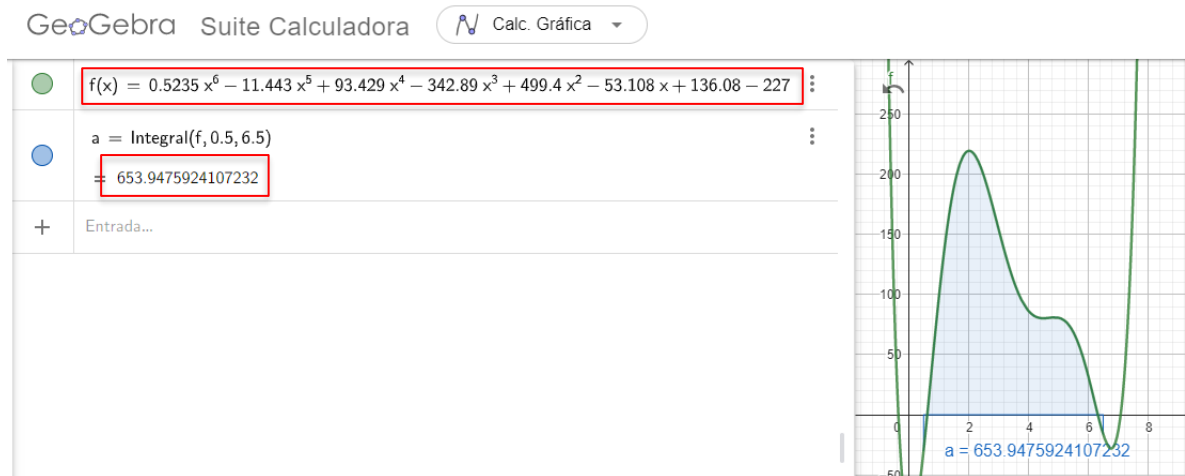 GeoGebra Suite Calculadora Calc. Gráfica
f(x) = 0.5235 x⁶ − 11.443 x⁵ + 93.429 x⁴ − 342.89 x³ + 499.4 x² − 53.108 x + 136.08 − 227
a = Integral(f, 0.5, 6.5)
= 653.9475924107232
+ Entrada...
f
250
200
150
100
50
0 2 4 6 8
a = 653.9475924107232
50